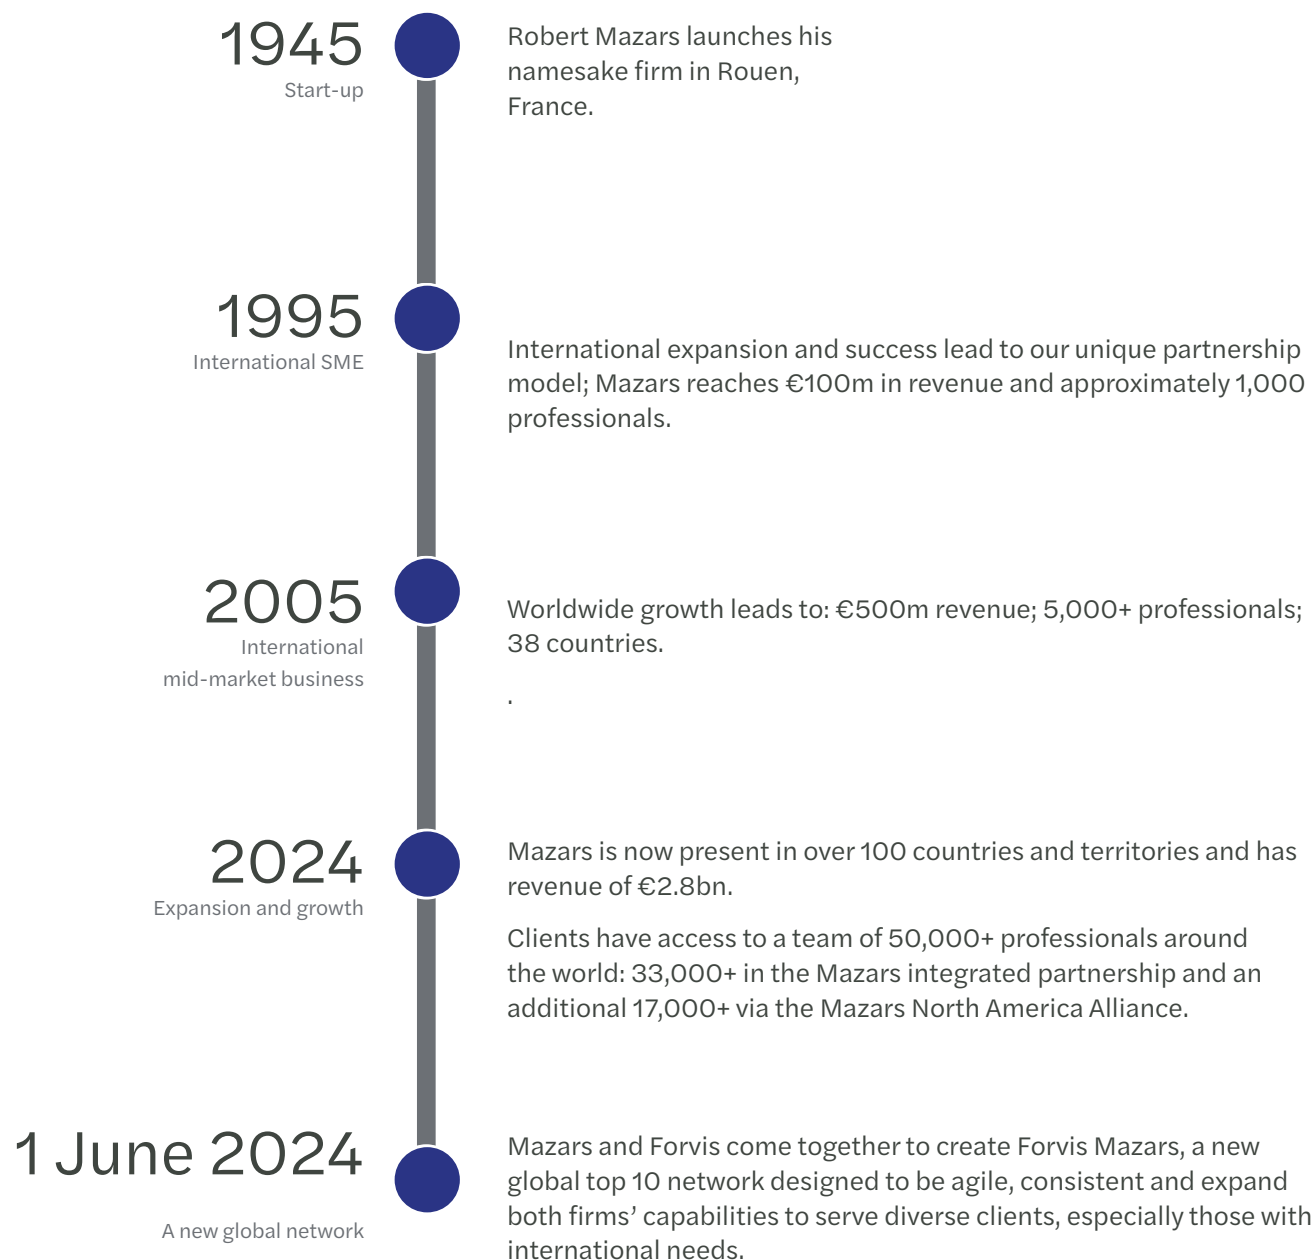 1945
Start-up
Robert Mazars launches his
namesake firm in Rouen,
France.
1995
International SME
International expansion and success lead to our unique partnership
model; Mazars reaches €100m in revenue and approximately 1,000
professionals.
2005
International
mid-market business
Worldwide growth leads to: €500m revenue; 5,000+ professionals;
38 countries.
.
2024
Expansion and growth
Mazars is now present in over 100 countries and territories and has
revenue of €2.8bn.
Clients have access to a team of 50,000+ professionals around
the world: 33,000+ in the Mazars integrated partnership and an
additional 17,000+ via the Mazars North America Alliance.
1 June 2024
A new global network
Mazars and Forvis come together to create Forvis Mazars, a new
global top 10 network designed to be agile, consistent and expand
both firms’ capabilities to serve diverse clients, especially those with
international needs.